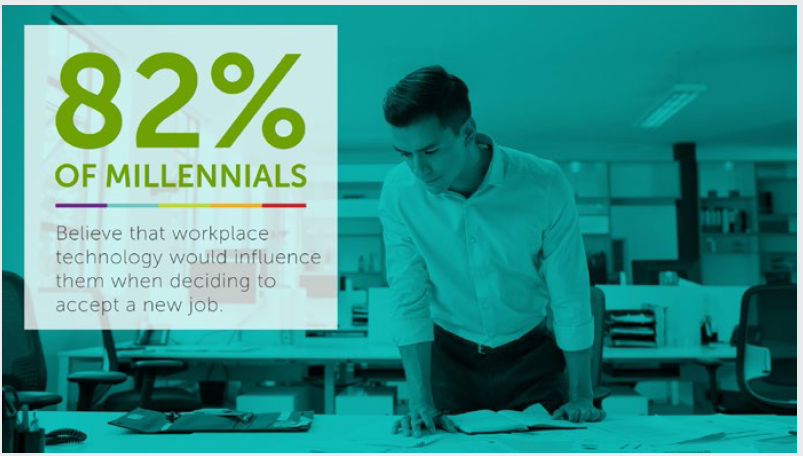 82%
OF MILLENNIALS
Believe that workplace
technology would influence
them when deciding to
accept a new job.